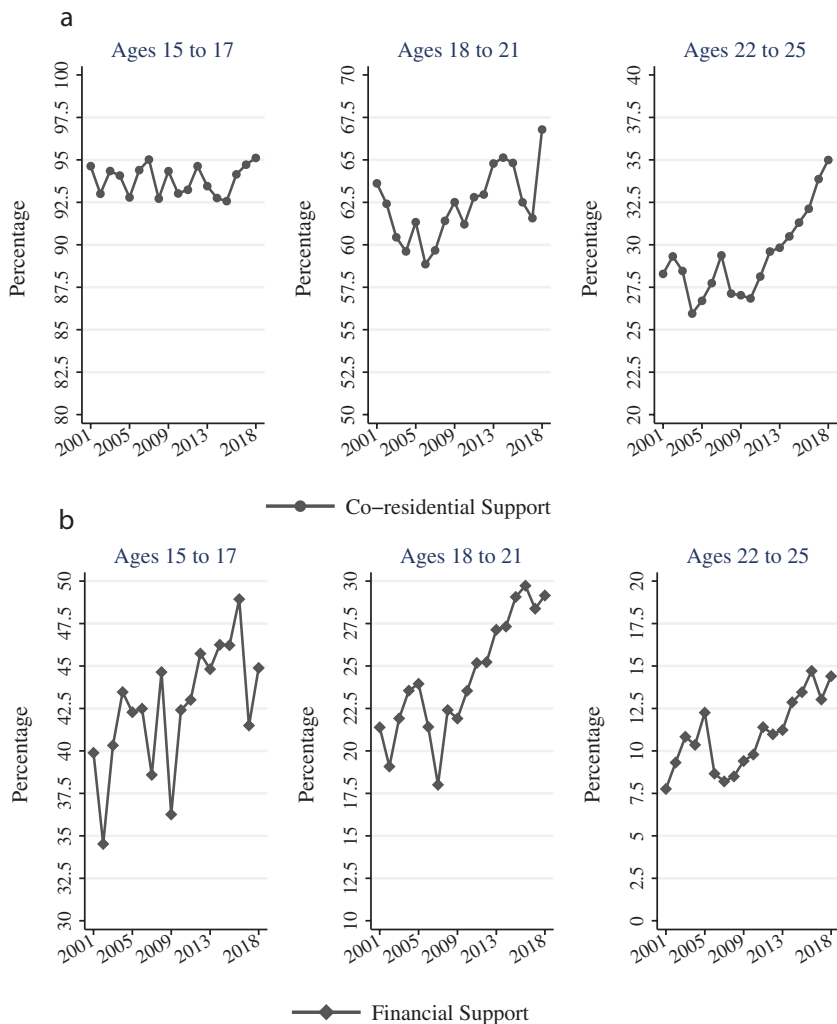 a
Ages 15 to 17
Ages 18 to 21
Ages 22 to 25
Percentage
80 82.5 85 87.5 90 92.5 95 97.5 100
2001 2005 2009 2013 2018
Percentage
50 52.5 55 57.5 60 62.5 65 67.5 70
2001 2005 2009 2013 2018
Percentage
20 22.5 25 27.5 30 32.5 35 37.5 40
2001 2005 2009 2013 2018
Co-residential Support
b
Ages 15 to 17
Ages 18 to 21
Ages 22 to 25
Percentage
30 32.5 35 37.5 40 42.5 45 47.5 50
2001 2005 2009 2013 2018
Percentage
10 12.5 15 17.5 20 22.5 25 27.5 30
2001 2005 2009 2013 2018
Percentage
0 2.5 5 7.5 10 12.5 15 17.5 20
2001 2005 2009 2013 2018
Financial Support